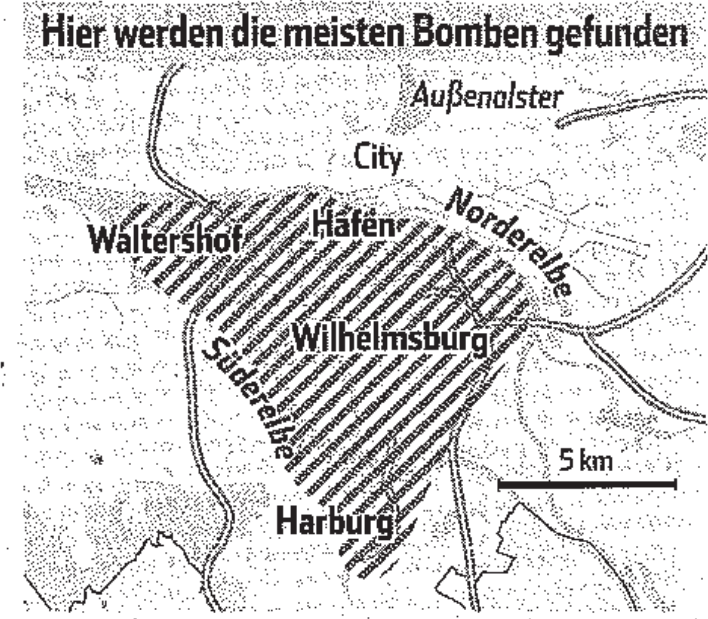 Hier werden die meisten Bomben gefunden
Außenalster
City
Norderelbe
Hafen
Waltershof
Wilhelmsburg
Süderelbe
5 km
Harburg